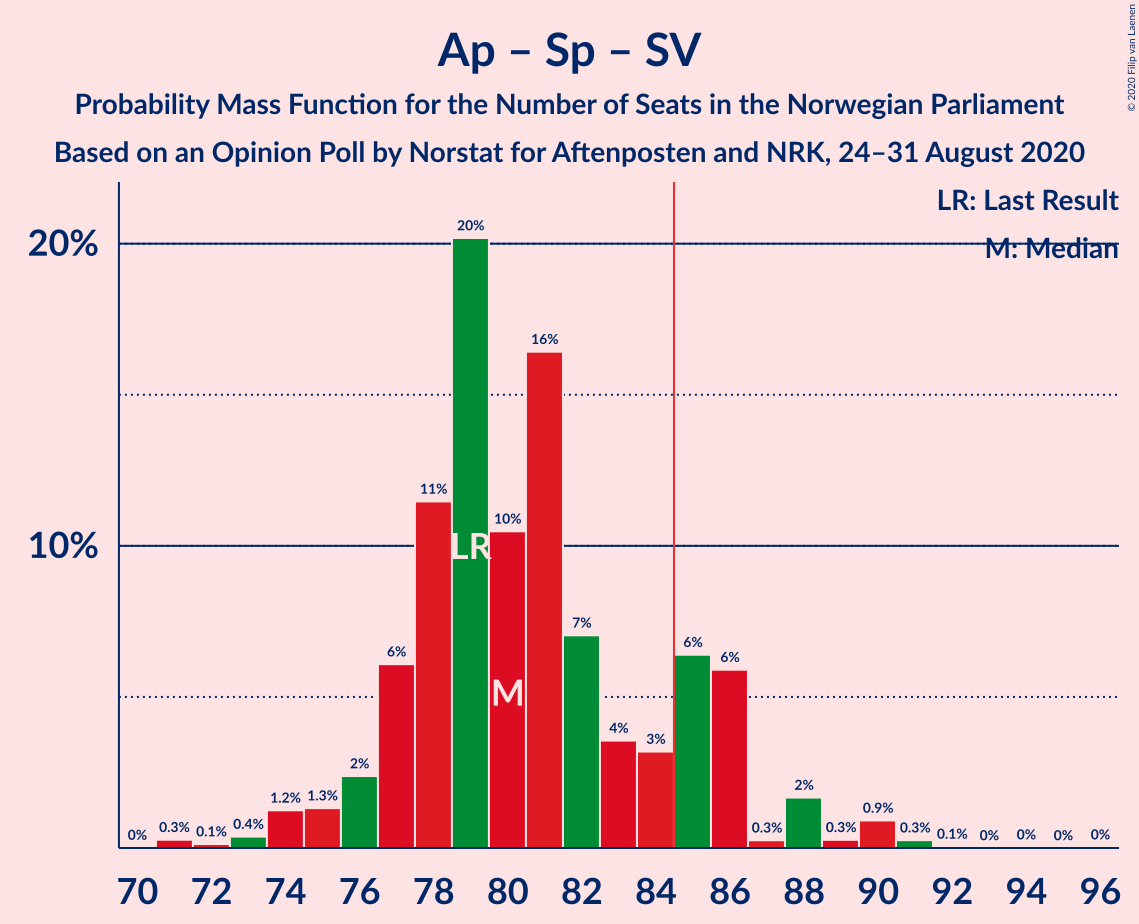 Ap – Sp – SV
Probability Mass Function for the Number of Seats in the Norwegian Parliament
Based on an Opinion Poll by Norstat for Aftenposten and NRK, 24–31 August 2020
© 2020 Filip van Laenen
LR: Last Result
M: Median
20%
10%
0% 0.3% 0.1% 0.4% 1.2% 1.3% 2% 6% 11% 20% 10% 16% 7% 4% 3% 6% 6% 0.3% 2% 0.3% 0.9% 0.3% 0.1% 0% 0% 0% 0%
LR
M
70 72 74 76 78 80 82 84 86 88 90 92 94 96